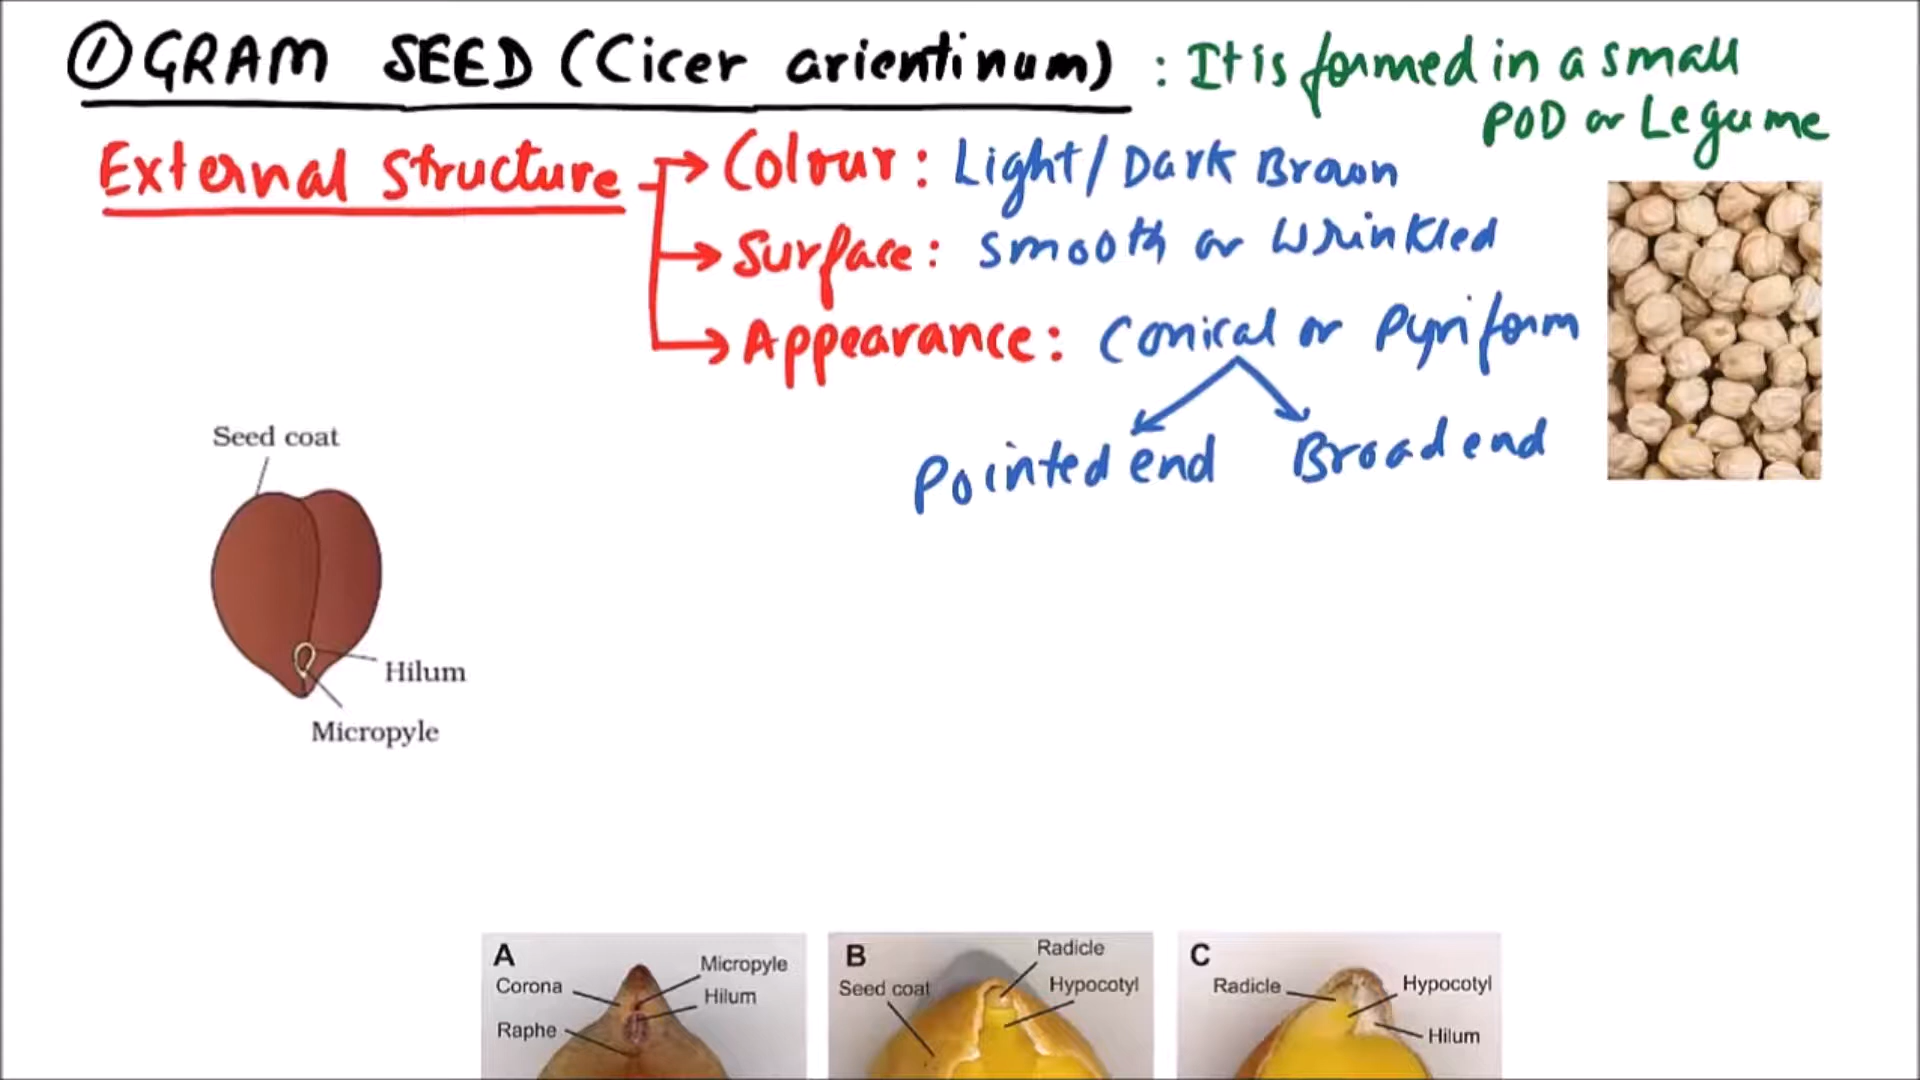 ① GRAM SEED (Cicer arientinum) : It is formed in a small
POD or Legume
External Structure → Colour : Light / Dark Brown
→ Surface : Smooth or Wrinkled
→ Appearance : Conical or Pyriform
Pointed end Broad end
Seed coat
Hilum
Micropyle
A
Micropyle
Corona
Hilum
Raphe
B
Radicle
Seed coat
Hypocotyl
C
Radicle
Hypocotyl
Hilum